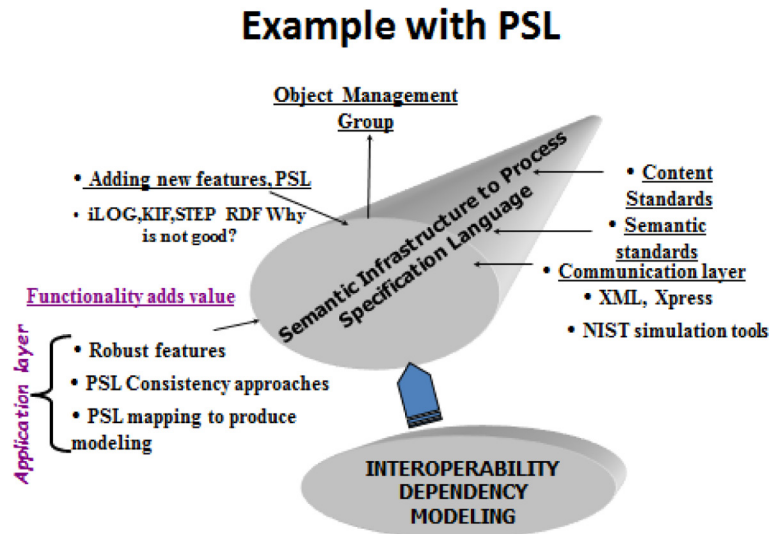 Example with PSL
Object Management
Group
• Adding new features, PSL
• iLOG,KIF,STEP RDF Why
is not good?
Semantic Infrastructure to Process
Specification Language
• Content
Standards
• Semantic
standards
• Communication layer
• XML, Xpress
• NIST simulation tools
Functionality adds value
Application layer
• Robust features
• PSL Consistency approaches
• PSL mapping to produce
modeling
INTEROPERABILITY
DEPENDENCY
MODELING